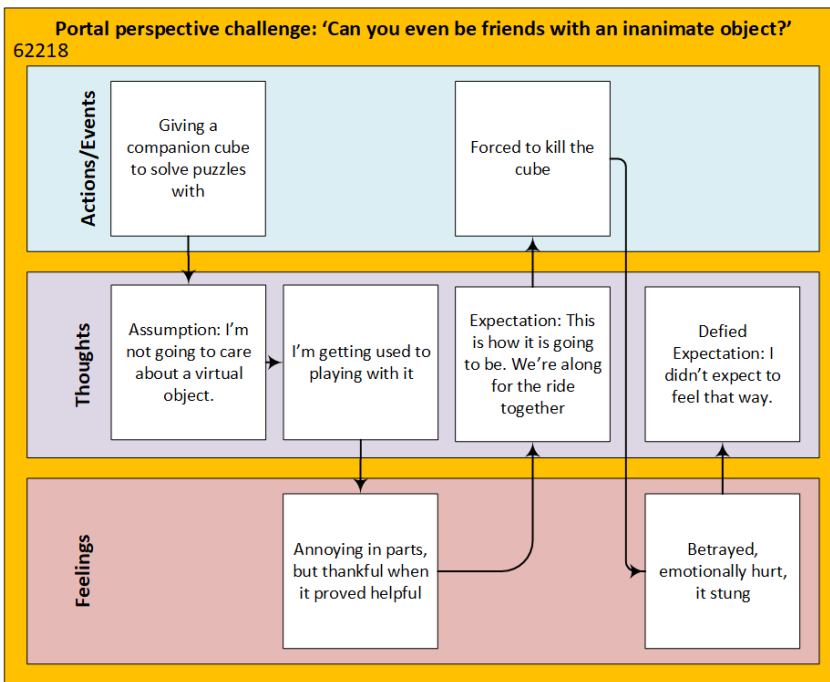 Portal perspective challenge: ‘Can you even be friends with an inanimate object?’
62218
Actions/Events
Giving a
companion cube
to solve puzzles
with
Forced to kill the
cube
Thoughts
Assumption: I’m
not going to care
about a virtual
object.
I’m getting used to
playing with it
Expectation: This
is how it is going
to be. We’re along
for the ride
together
Defied
Expectation: I
didn’t expect to
feel that way.
Feelings
Annoying in parts,
but thankful when
it proved helpful
Betrayed,
emotionally hurt,
it stung